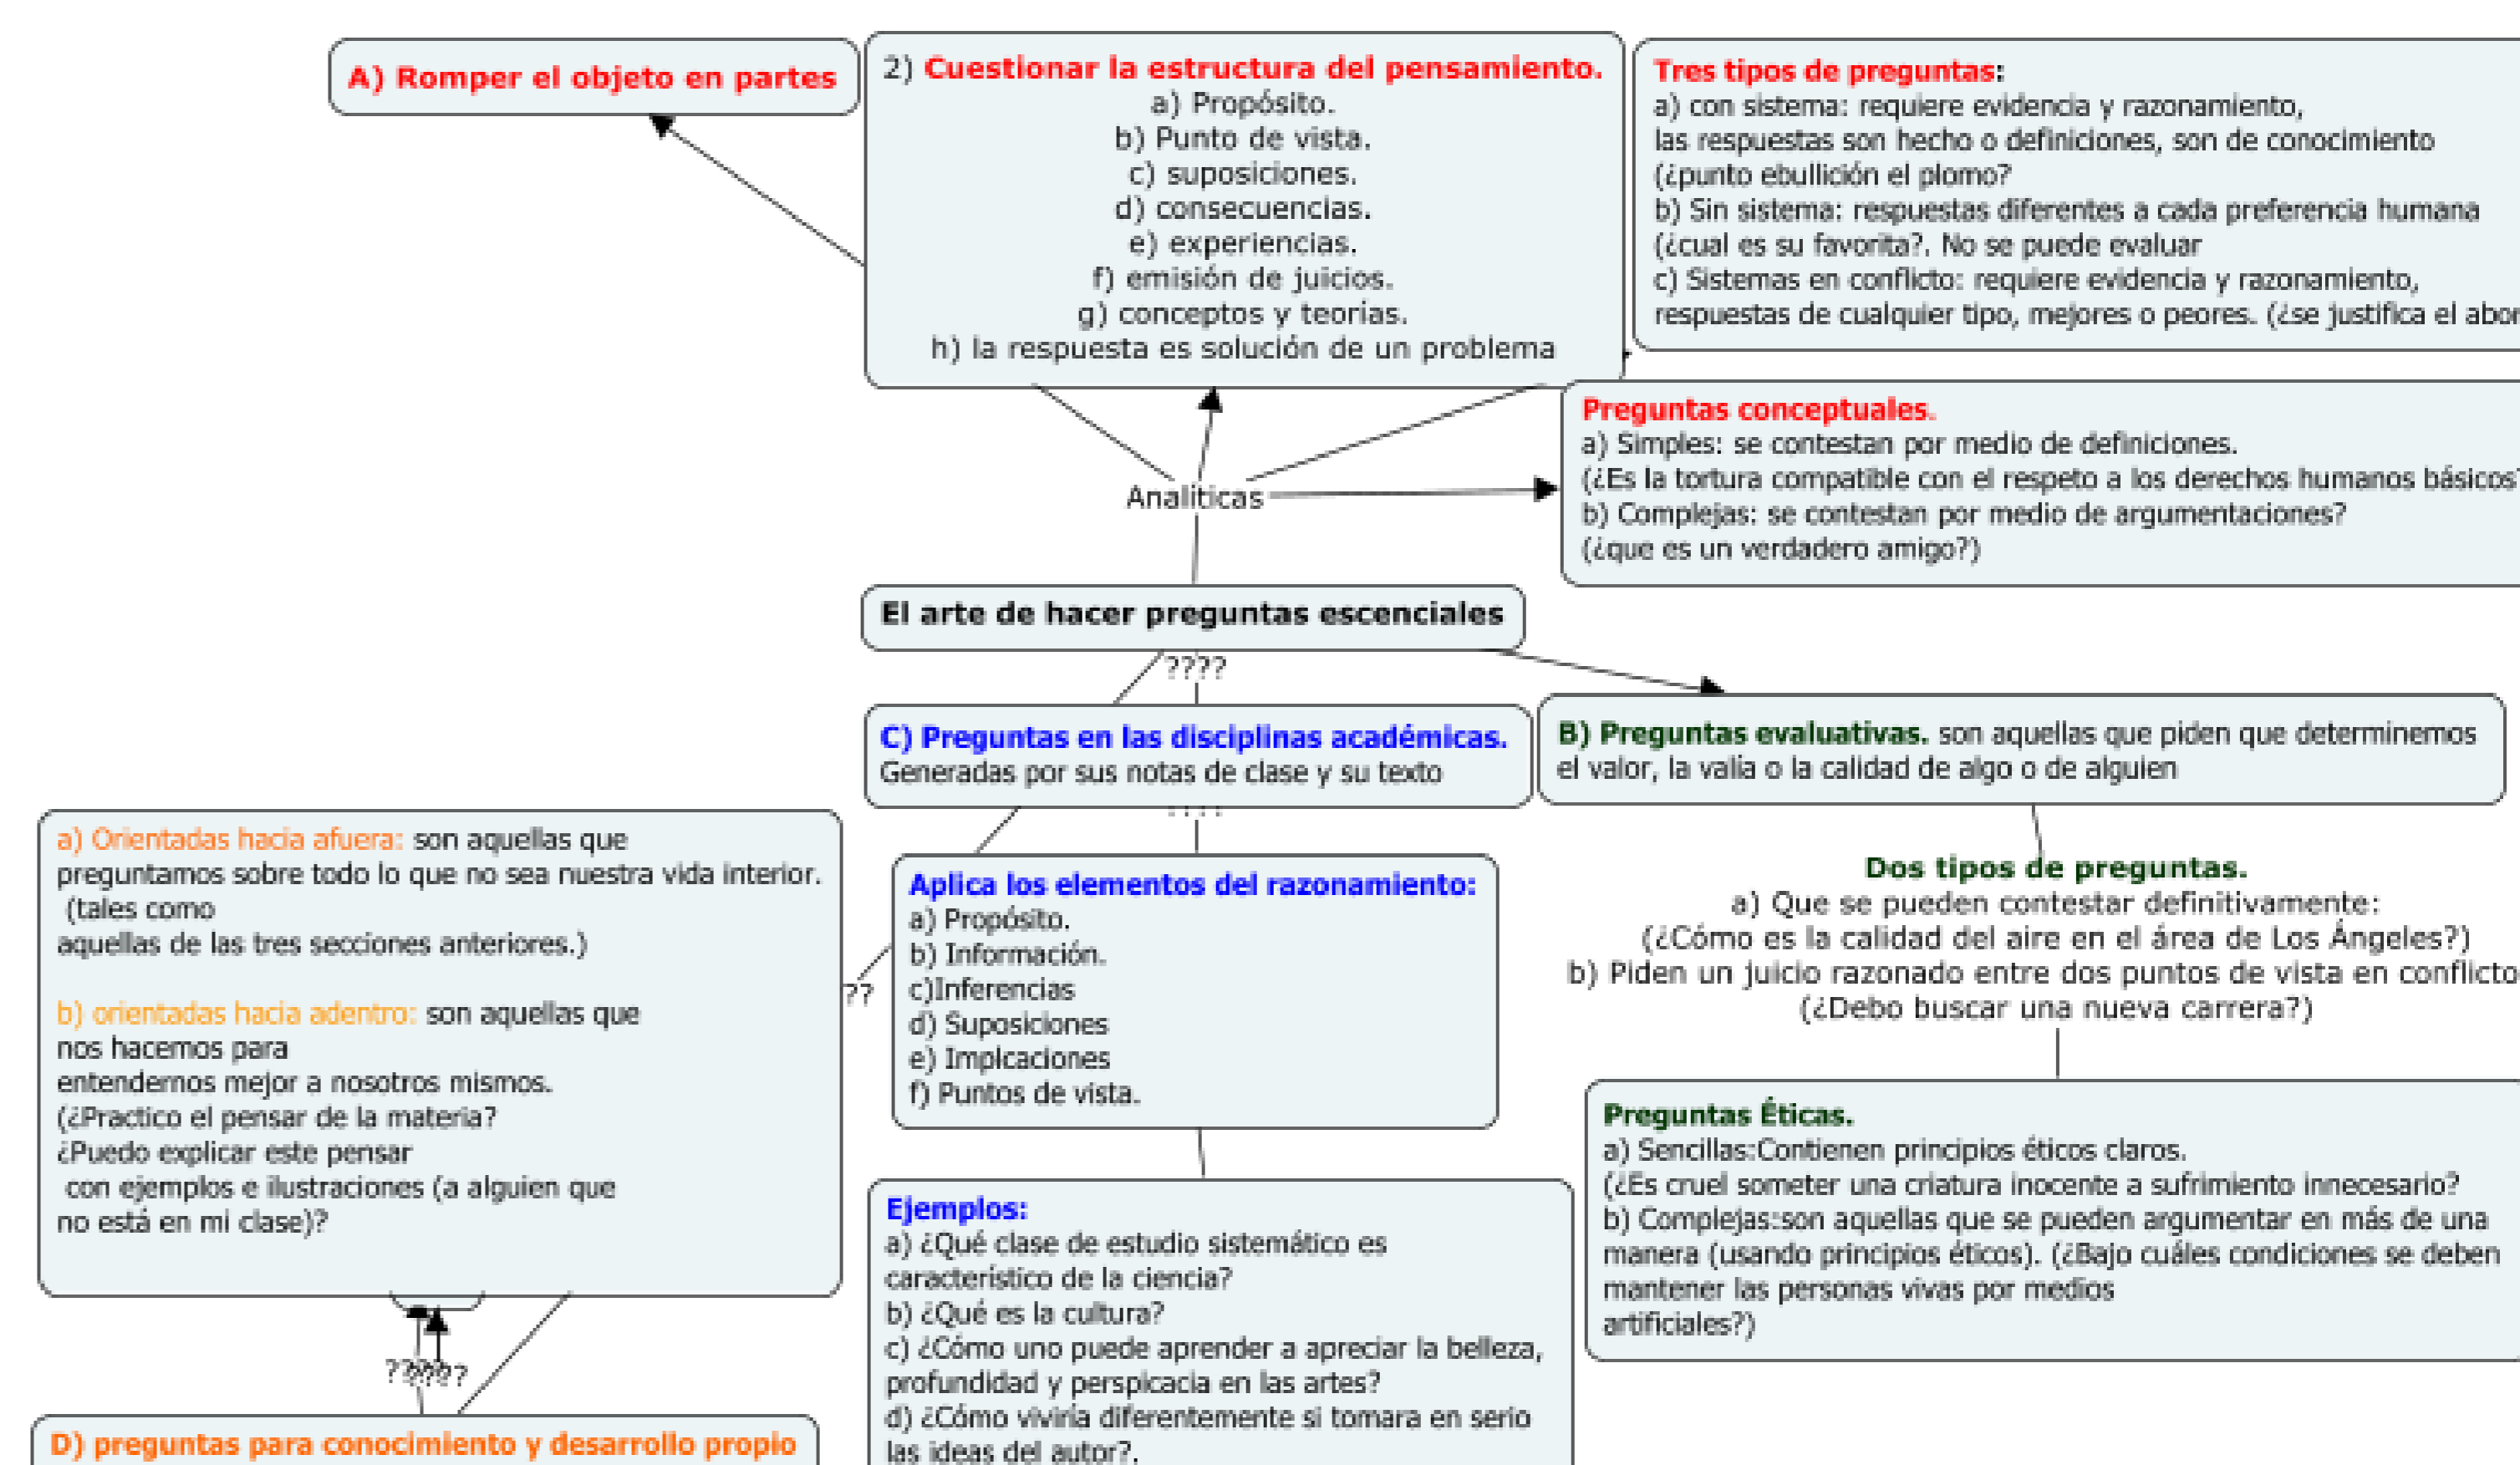 A) Romper el objeto en partes
2) Cuestionar la estructura del pensamiento.
a) Propósito.
b) Punto de vista.
c) suposiciones.
d) consecuencias.
e) experiencias.
f) emisión de juicios.
g) conceptos y teorías.
h) la respuesta es solución de un problema
Tres tipos de preguntas:
a) con sistema: requiere evidencia y razonamiento,
las respuestas son hecho o definiciones, son de conocimiento
(¿punto ebullición el plomo?
b) Sin sistema: respuestas diferentes a cada preferencia humana
(¿cual es su favorita?. No se puede evaluar
c) Sistemas en conflicto: requiere evidencia y razonamiento,
respuestas de cualquier tipo, mejores o peores. (¿se justifica el abor
Preguntas conceptuales.
a) Simples: se contestan por medio de definiciones.
(¿Es la tortura compatible con el respeto a los derechos humanos básicos?
b) Complejas: se contestan por medio de argumentaciones?
(¿que es un verdadero amigo?)
Analíticas
El arte de hacer preguntas escenciales
????
C) Preguntas en las disciplinas académicas.
Generadas por sus notas de clase y su texto
B) Preguntas evaluativas. son aquellas que piden que determinemos
el valor, la valía o la calidad de algo o de alguien
a) Orientadas hacia afuera: son aquellas que
preguntamos sobre todo lo que no sea nuestra vida interior.
(tales como
aquellas de las tres secciones anteriores.)
b) orientadas hacia adentro: son aquellas que
nos hacemos para
entendernos mejor a nosotros mismos.
(¿Practico el pensar de la materia?
¿Puedo explicar este pensar
con ejemplos e ilustraciones (a alguien que
no está en mi clase)?
??
Aplica los elementos del razonamiento:
a) Propósito.
b) Información.
c)Inferencias
d) Suposiciones
e) Implicaciones
f) Puntos de vista.
Dos tipos de preguntas.
a) Que se pueden contestar definitivamente:
(¿Cómo es la calidad del aire en el área de Los Ángeles?)
b) Piden un juicio razonado entre dos puntos de vista en conflicto
(¿Debo buscar una nueva carrera?)
Preguntas Éticas.
a) Sencillas:Contienen principios éticos claros.
(¿Es cruel someter una criatura inocente a sufrimiento innecesario?
b) Complejas:son aquellas que se pueden argumentar en más de una
manera (usando principios éticos). (¿Bajo cuáles condiciones se deben
mantener las personas vivas por medios
artificiales?)
Ejemplos:
a) ¿Qué clase de estudio sistemático es
característico de la ciencia?
b) ¿Qué es la cultura?
c) ¿Cómo uno puede aprender a apreciar la belleza,
profundidad y perspicacia en las artes?
d) ¿Cómo viviría diferentemente si tomara en serio
las ideas del autor?.
D) preguntas para conocimiento y desarrollo propio